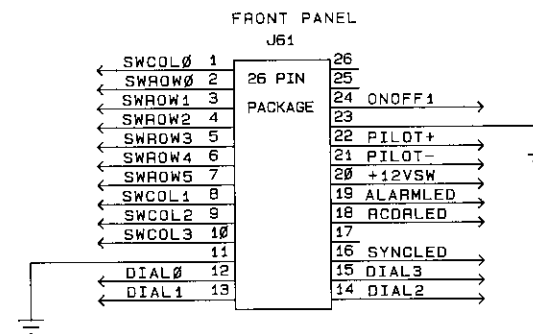 FRONT PANEL
J61
26 PIN
PACKAGE
SWCOLØ 1
SWROWØ 2
SWROW1 3
SWROW2 4
SWROW3 5
SWROW4 6
SWROW5 7
SWCOL1 8
SWCOL2 9
SWCOL3 1Ø
11
DIALØ 12
DIAL1 13
26
25
24 ONOFF1
23
22 PILOT+
21 PILOT-
2Ø +12VSW
19 ALARMLED
18 RCDRLED
17
16 SYNCLED
15 DIAL3
14 DIAL2